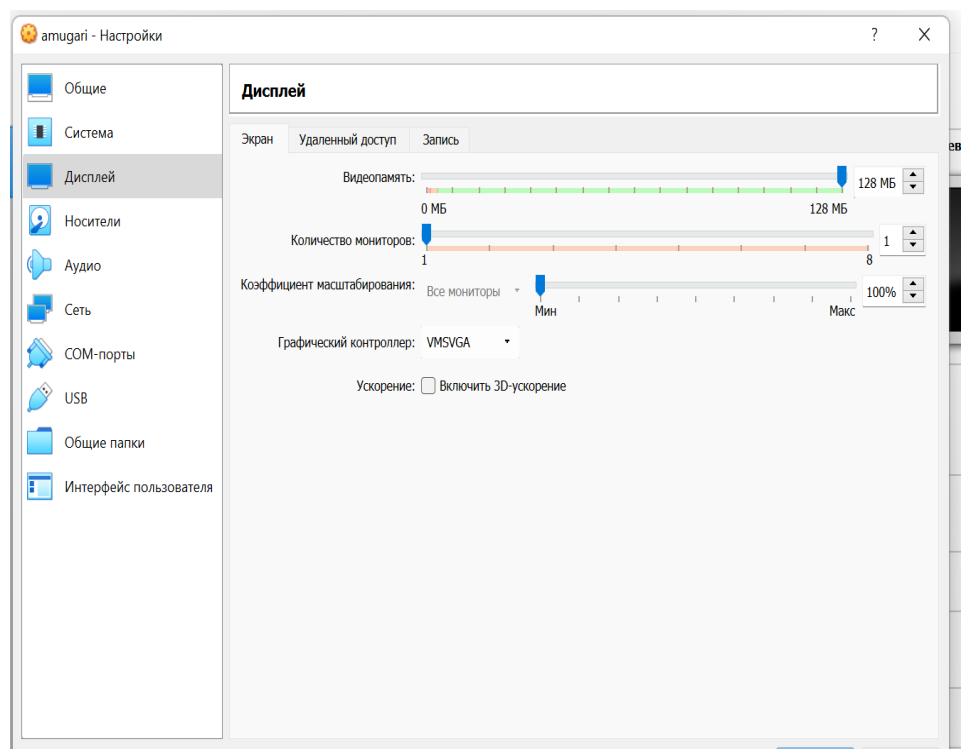 amugari - Настройки
?
Общие
Система
Дисплей
Носители
Аудио
Сеть
COM-порты
USB
Общие папки
Интерфейс пользователя
Дисплей
Экран Удаленный доступ Запись
Видеопамять: 128 МБ
0 МБ 128 МБ
Количество мониторов: 1
1 8
Коэффициент масштабирования: Все мониторы 100%
Мин Макс
Графический контроллер: VMSVGA
Ускорение: Включить 3D-ускорение